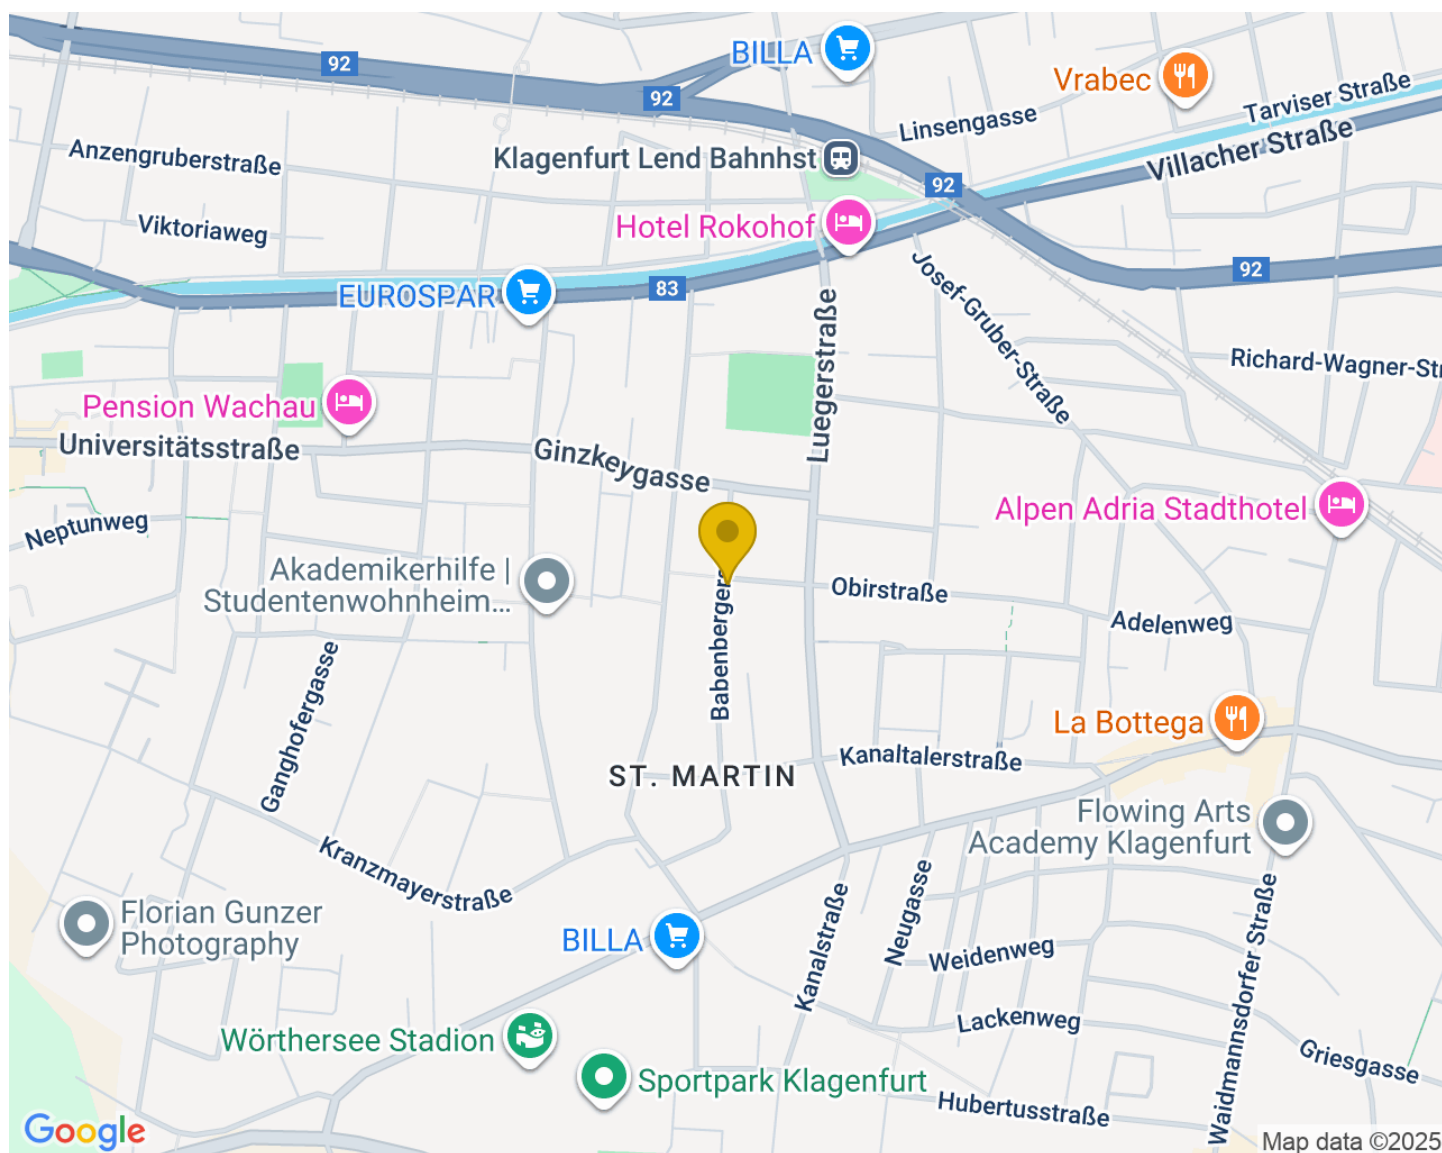 92
BILLA
Vrabec
92
Tarviser Straße
Linsengasse
Villacher Straße
Anzengruberstraße
Klagenfurt Lend Bahnhst
92
Viktoriaweg
Hotel Rokohof
92
EUROSPAR
83
Josef-Gruber-Straße
Luegerstraße
Richard-Wagner-Str
Pension Wachau
Universitätsstraße
Ginzkeygasse
Neptunweg
Alpen Adria Stadthotel
Akademikerhilfe |
Studentenwohnheim...
Obirstraße
Adelenweg
Babenbergers
Ganghofergasse
La Bottega
Kanaltalerstraße
ST. MARTIN
Flowing Arts
Academy Klagenfurt
Kranzmayerstraße
Florian Gunzer
Photography
BILLA
Kanalstraße
Neugasse
Weidenweg
Waidmannsdorfer Straße
Wörthersee Stadion
Lackenweg
Griesgasse
Sportpark Klagenfurt
Hubertusstraße
Google
Map data ©2025